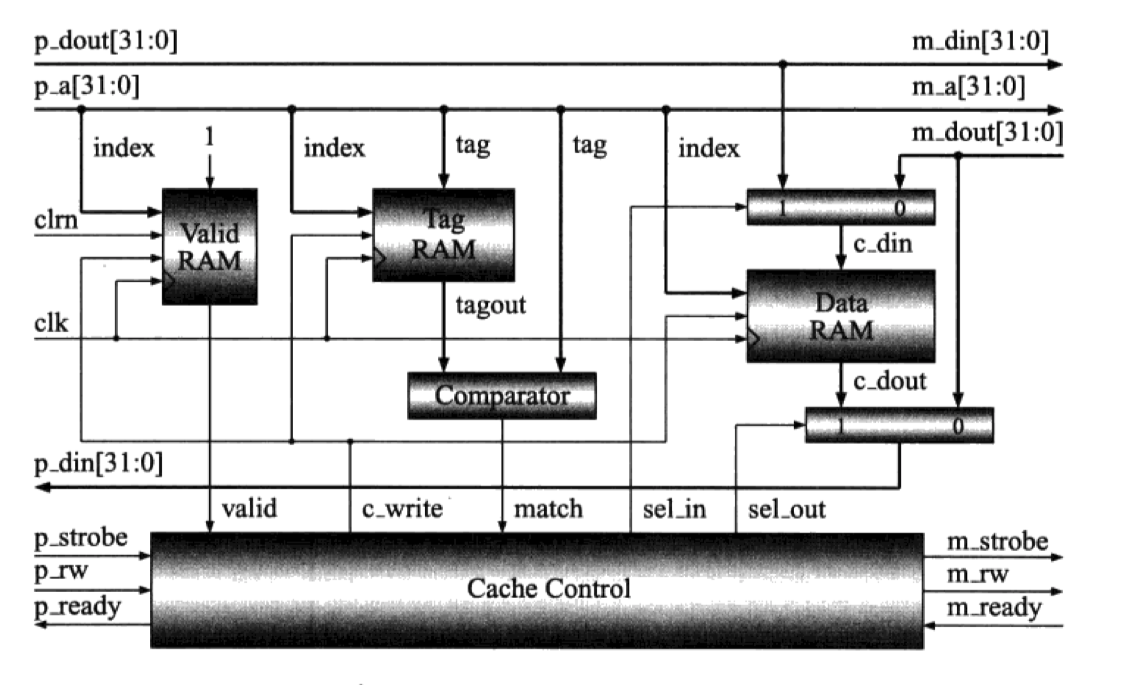 p_dout[31:0] m_din[31:0]
p_a[31:0] m_a[31:0]
m_dout[31:0]
index 1 index tag tag index
clrn Valid RAM Tag RAM 1 0
c_din
tagout
clk Data RAM
c_dout
Comparator 1 0
p_din[31:0]
valid c_write match sel_in sel_out
p_strobe m_strobe
p_rw Cache Control m_rw
p_ready m_ready